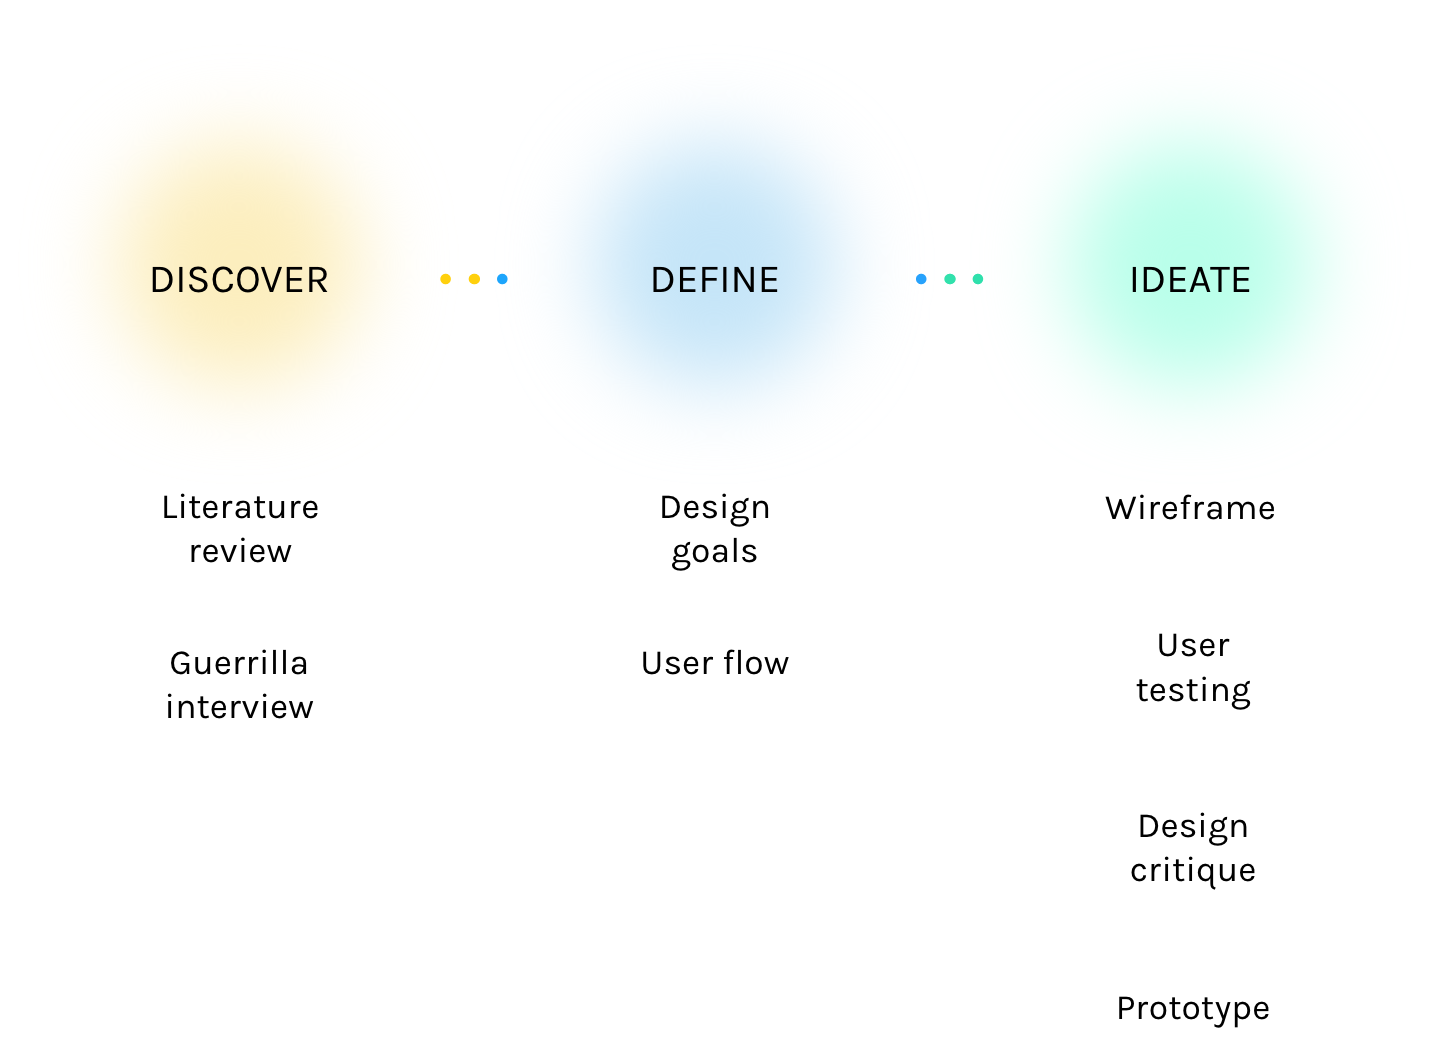 DISCOVER
DEFINE
IDEATE
Literature
review
Guerrilla
interview
Design
goals
User flow
Wireframe
User
testing
Design
critique
Prototype